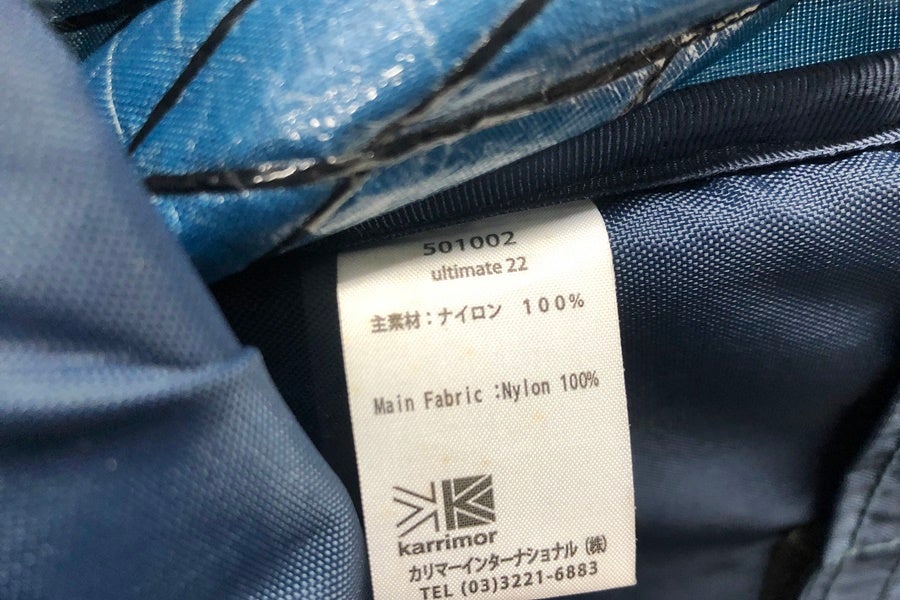 501002
ultimate 22
主素材：ナイロン 100%
Main Fabric :Nylon 100%
karrimor
カリマーインターナショナル（株）
TEL (03)3221-6883